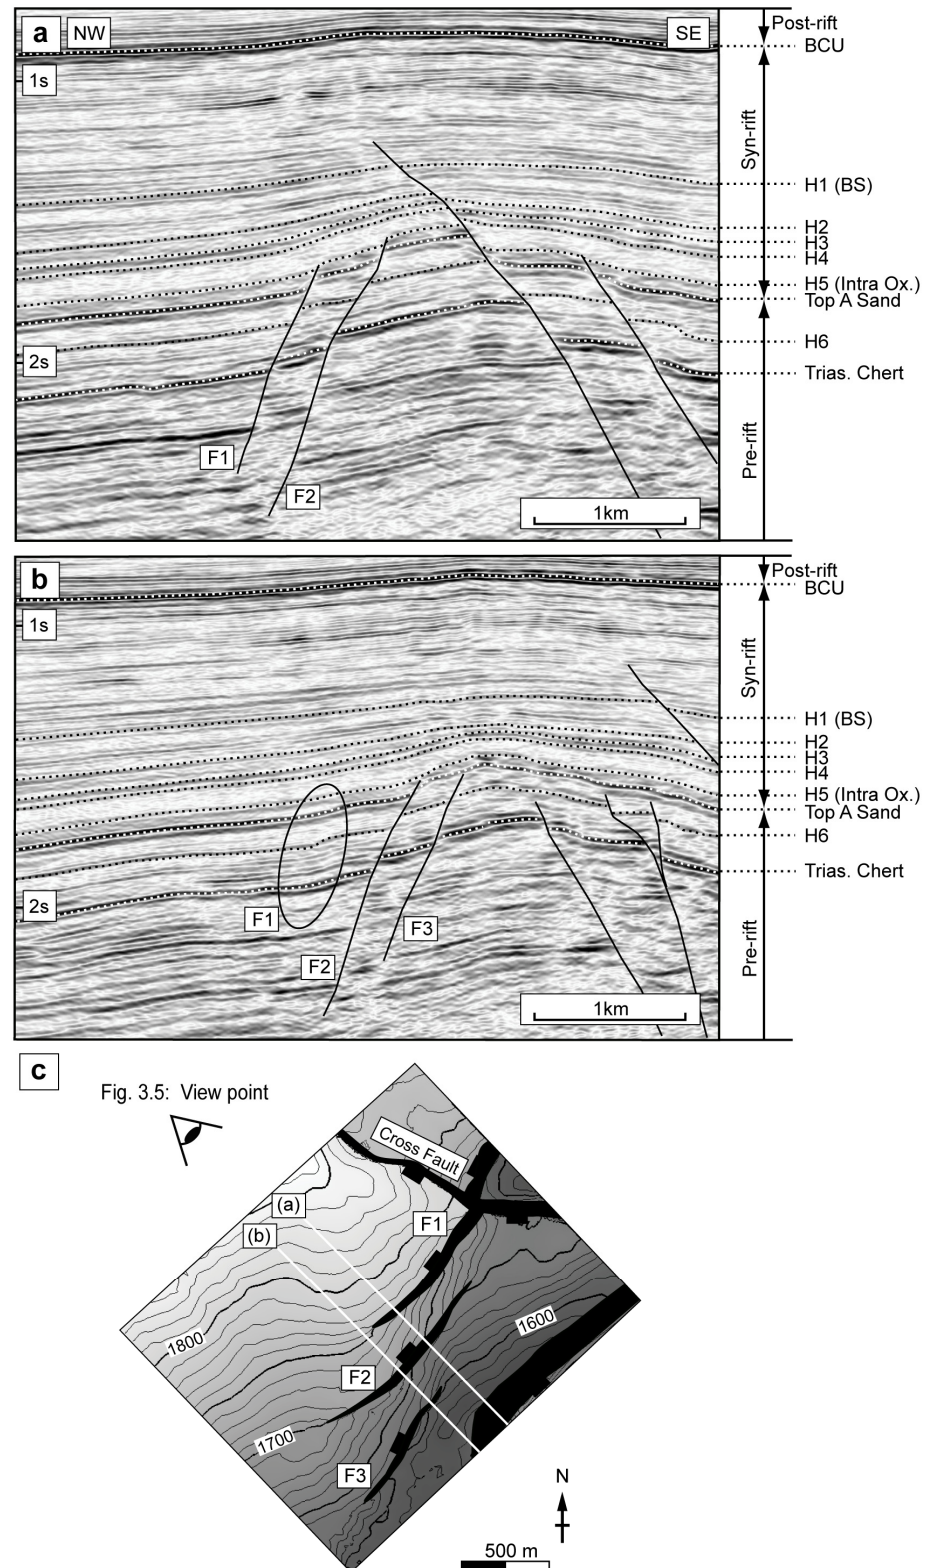 a
NW
SE
Post-rift
BCU
1s
Syn-rift
H1 (BS)
H2
H3
H4
H5 (Intra Ox.)
Top A Sand
2s
H6
Trias. Chert
F1
F2
Pre-rift
1km
b
Post-rift
BCU
1s
Syn-rift
H1 (BS)
H2
H3
H4
H5 (Intra Ox.)
Top A Sand
H6
Trias. Chert
2s
F1
F3
F2
Pre-rift
1km
c
Fig. 3.5: View point
Cross Fault
(a)
(b)
F1
1600
1800
F2
1700
F3
N
500 m